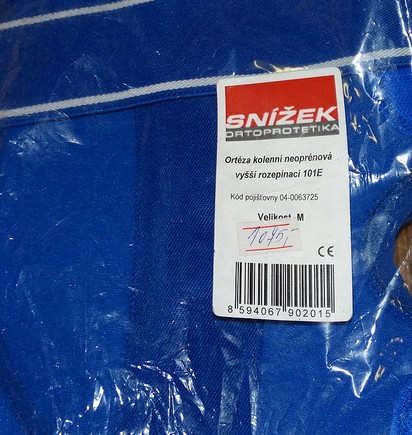 SNÍŽEK
ORTOPROTETIKA
Ortéza kolenní neoprénová
vyšší rozepínací 101E
Kód pojišťovny 04-0063725
Velikost M
1075,-
CE
8 594067 902015